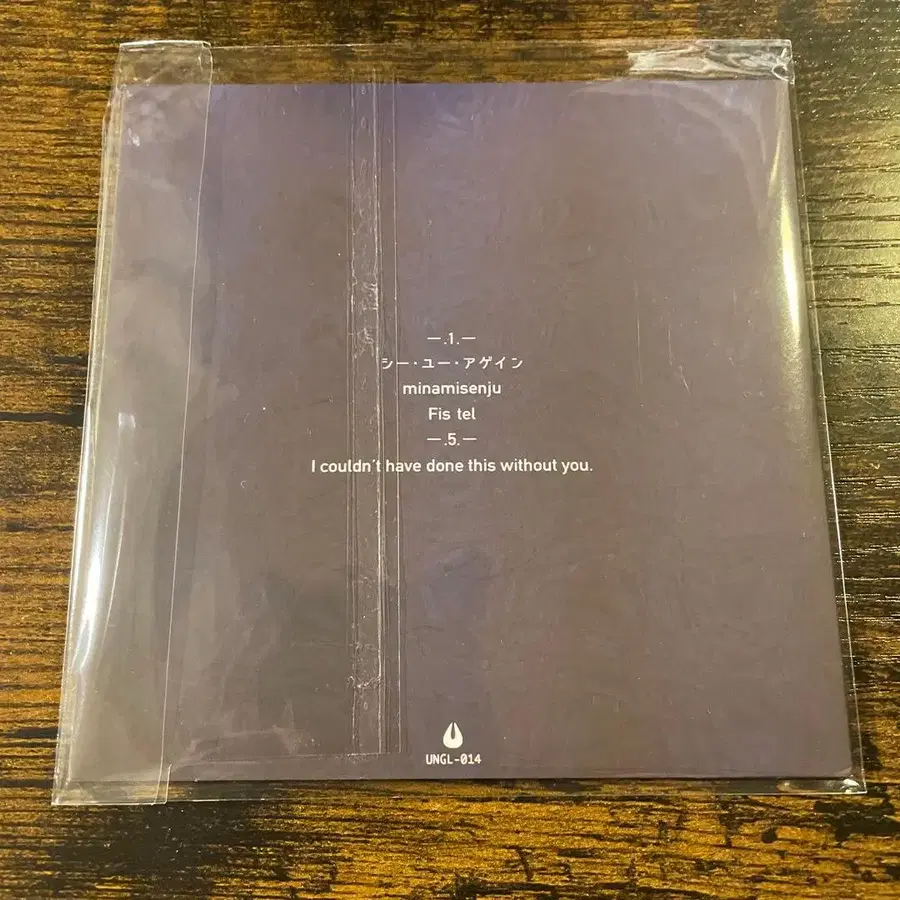 —.1.—
シー・ユー・アゲイン
minamisenju
Fis tel
—.5.—
I couldn't have done this without you.
UNGL-014